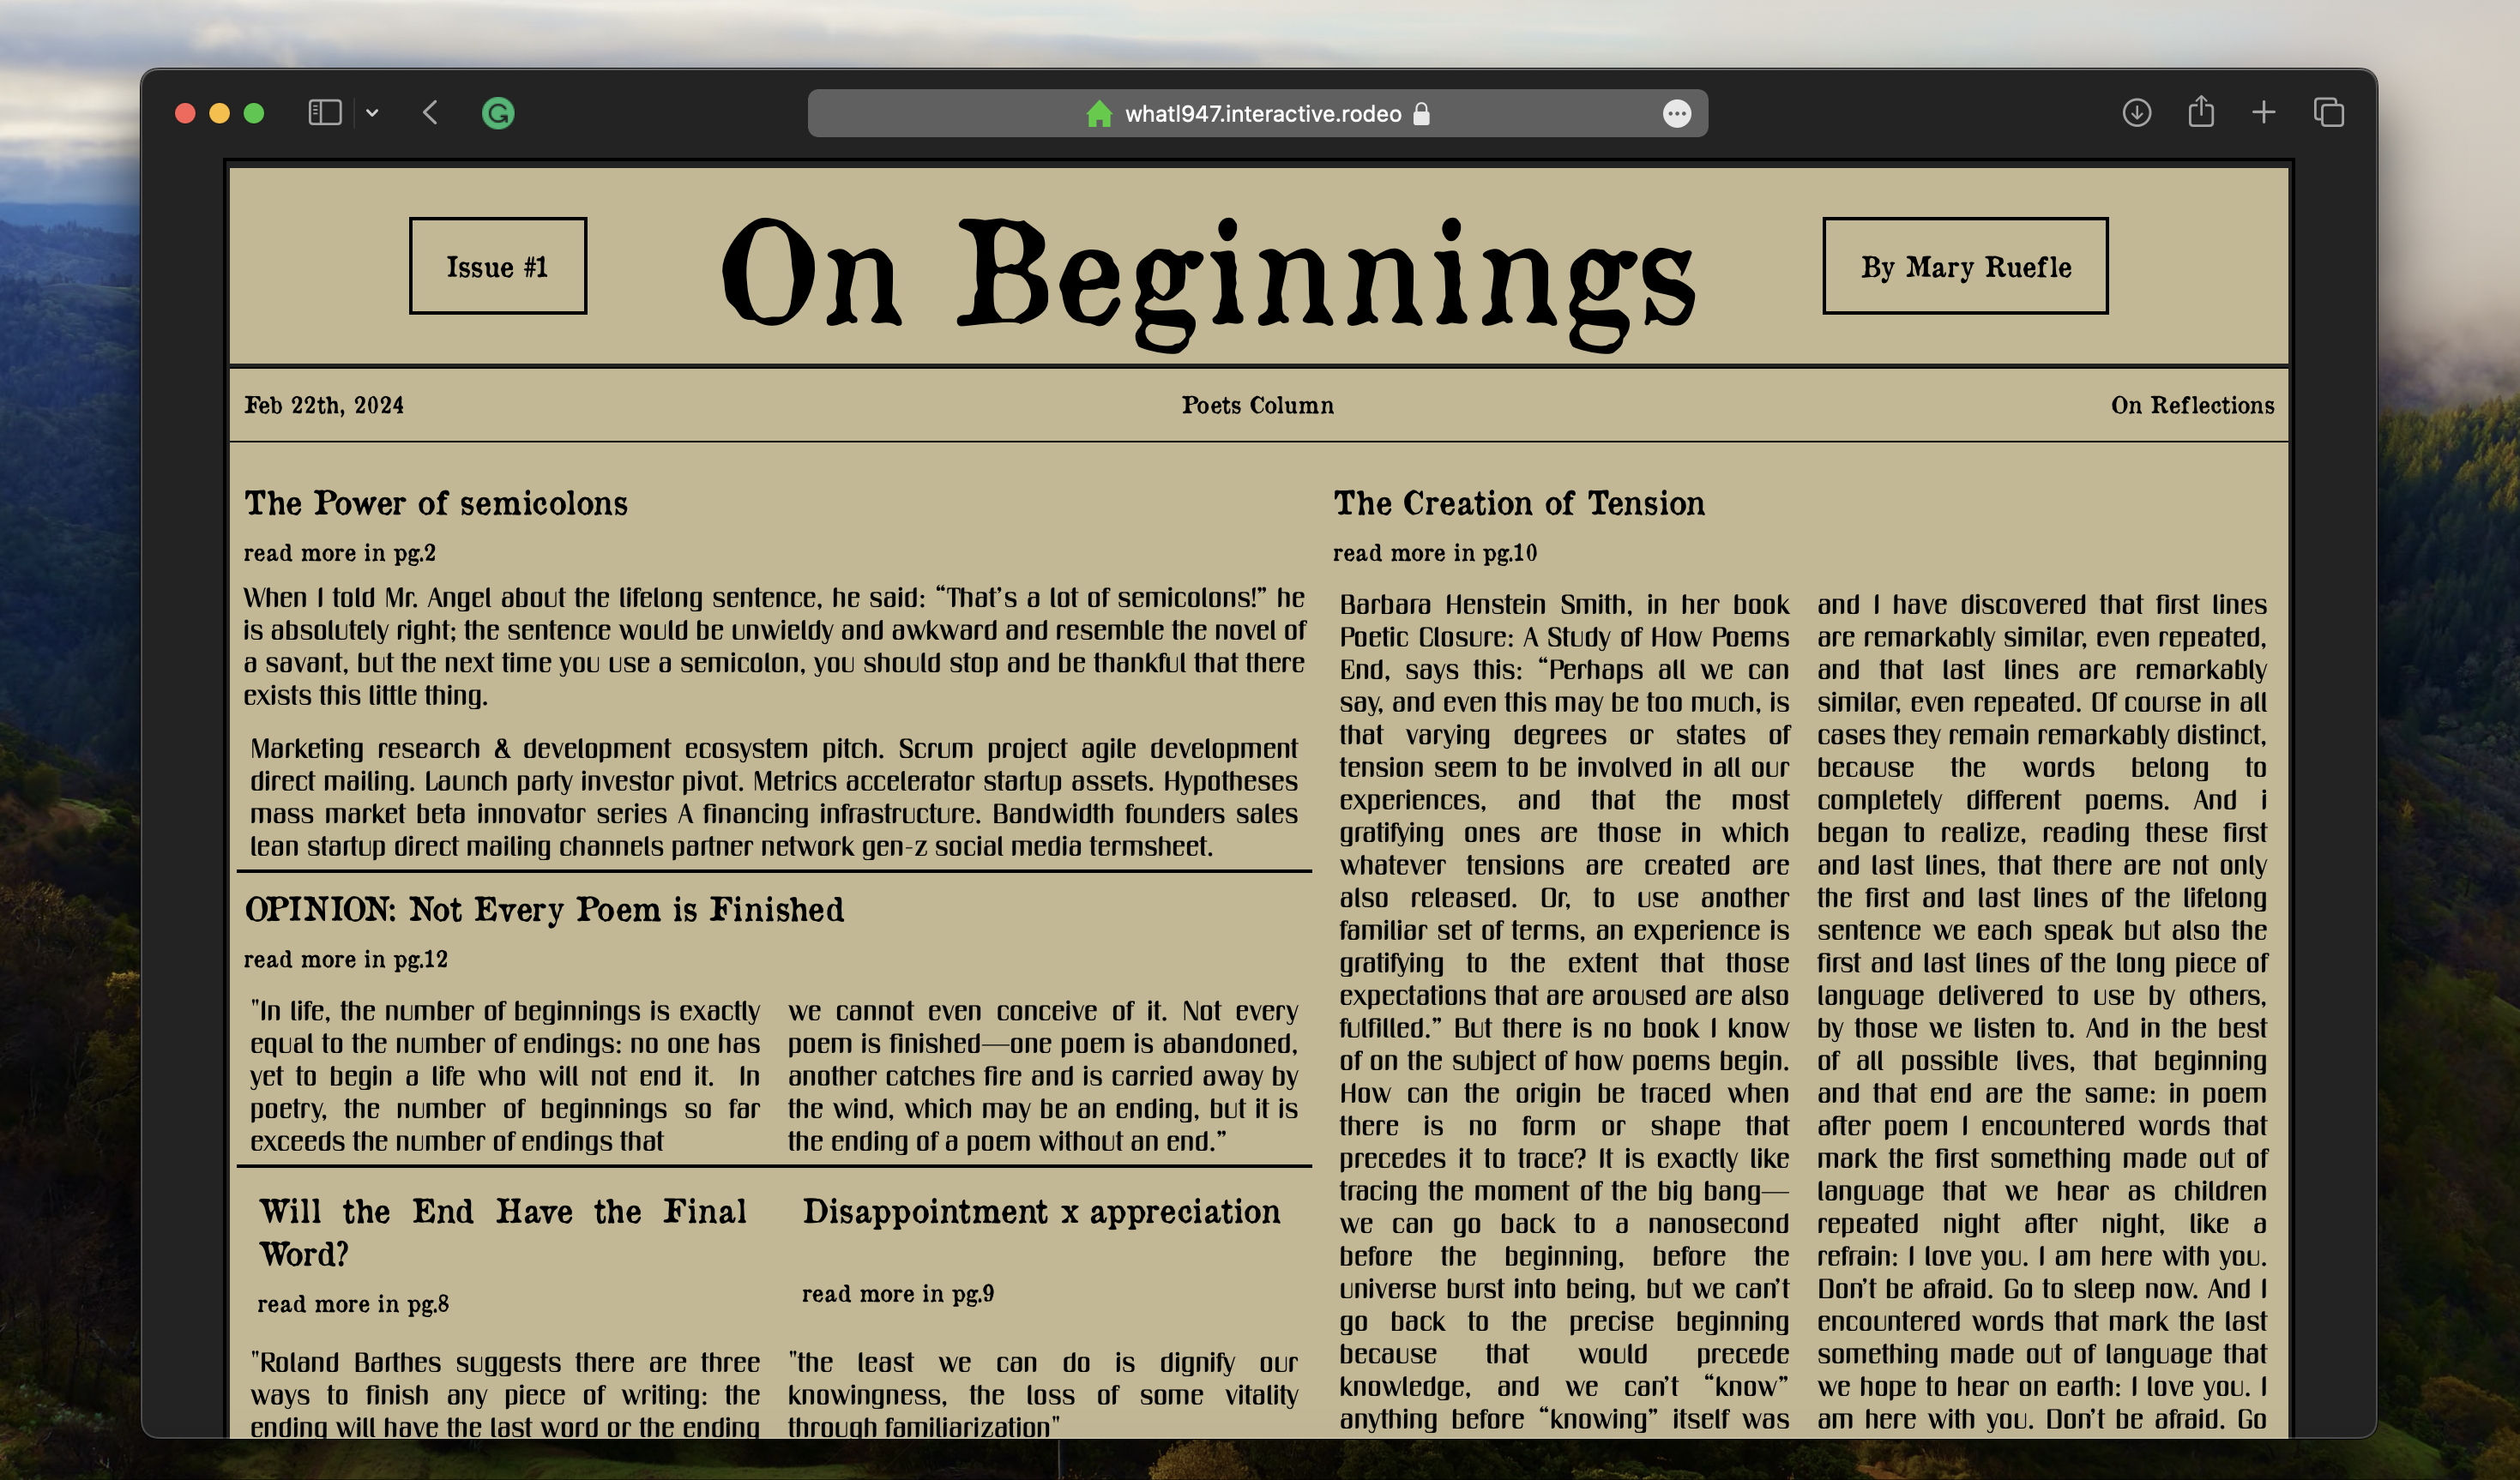 whatl947.interactive.rodeo
Issue #1
On Beginnings
By Mary Ruefle
Feb 22th, 2024
Poets Column
On Reflections
The Power of semicolons
read more in pg.2
When I told Mr. Angel about the lifelong sentence, he said: “That’s a lot of semicolons!” he
is absolutely right; the sentence would be unwieldy and awkward and resemble the novel of
a savant, but the next time you use a semicolon, you should stop and be thankful that there
exists this little thing.
Marketing research & development ecosystem pitch. Scrum project agile development
direct mailing. Launch party investor pivot. Metrics accelerator startup assets. Hypotheses
mass market beta innovator series A financing infrastructure. Bandwidth founders sales
lean startup direct mailing channels partner network gen-z social media termsheet.
OPINION: Not Every Poem is Finished
read more in pg.12
"In life, the number of beginnings is exactly
equal to the number of endings: no one has
yet to begin a life who will not end it. In
poetry, the number of beginnings so far
exceeds the number of endings that
we cannot even conceive of it. Not every
poem is finished—one poem is abandoned,
another catches fire and is carried away by
the wind, which may be an ending, but it is
the ending of a poem without an end.”
Will the End Have the Final
Word?
read more in pg.8
"Roland Barthes suggests there are three
ways to finish any piece of writing: the
ending will have the last word or the ending
Disappointment x appreciation
read more in pg.9
"the least we can do is dignify our
knowingness, the loss of some vitality
through familiarization"
The Creation of Tension
read more in pg.10
Barbara Henstein Smith, in her book
Poetic Closure: A Study of How Poems
End, says this: “Perhaps all we can
say, and even this may be too much, is
that varying degrees or states of
tension seem to be involved in all our
experiences, and that the most
gratifying ones are those in which
whatever tensions are created are
also released. Or, to use another
familiar set of terms, an experience is
gratifying to the extent that those
expectations that are aroused are also
fulfilled.” But there is no book I know
of on the subject of how poems begin.
How can the origin be traced when
there is no form or shape that
precedes it to trace? It is exactly like
tracing the moment of the big bang—
we can go back to a nanosecond
before the beginning, before the
universe burst into being, but we can’t
go back to the precise beginning
because that would precede
knowledge, and we can’t “know”
anything before “knowing” itself was
and I have discovered that first lines
are remarkably similar, even repeated,
and that last lines are remarkably
similar, even repeated. Of course in all
cases they remain remarkably distinct,
because the words belong to
completely different poems. And i
began to realize, reading these first
and last lines, that there are not only
the first and last lines of the lifelong
sentence we each speak but also the
first and last lines of the long piece of
language delivered to use by others,
by those we listen to. And in the best
of all possible lives, that beginning
and that end are the same: in poem
after poem I encountered words that
mark the first something made out of
language that we hear as children
repeated night after night, like a
refrain: I love you. I am here with you.
Don’t be afraid. Go to sleep now. And I
encountered words that mark the last
something made out of language that
we hope to hear on earth: I love you. I
am here with you. Don’t be afraid. Go